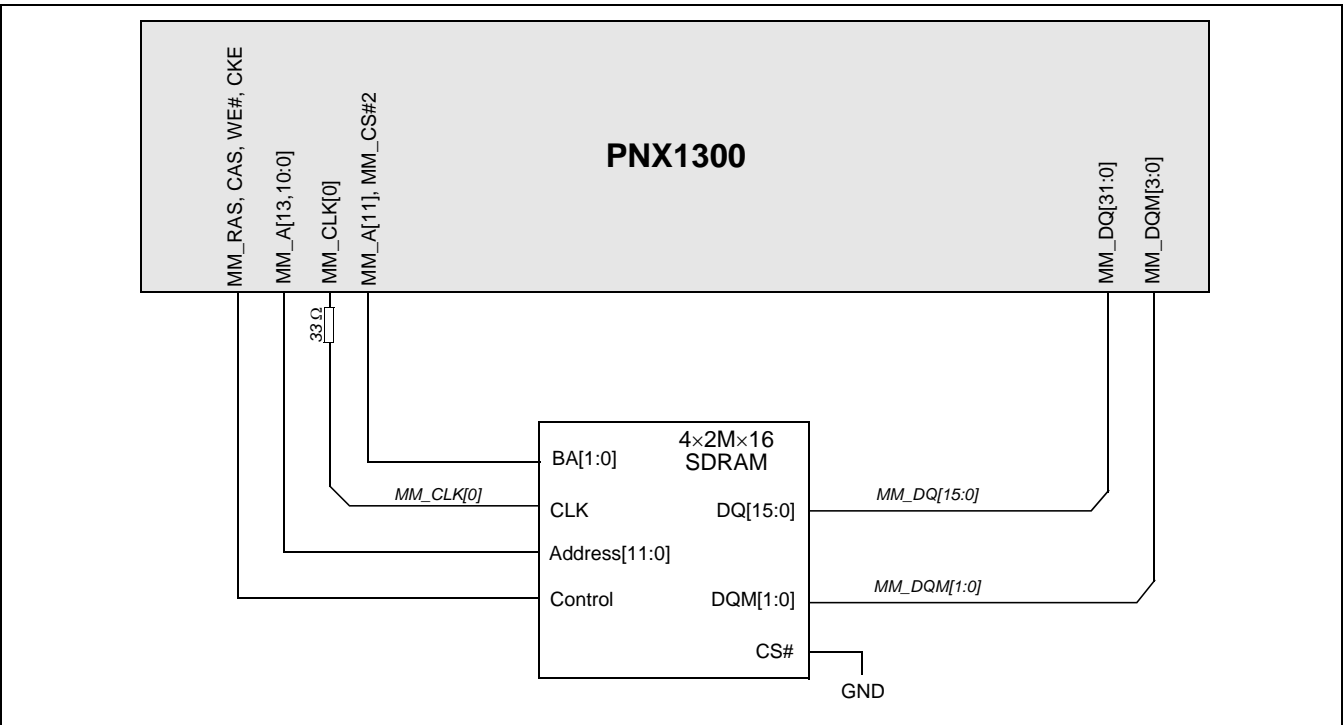 MM_RAS, CAS, WE#, CKE
MM_A[13,10:0]
MM_CLK[0]
MM_A[11], MM_CS#2
PNX1300
MM_DQ[31:0]
MM_DQM[3:0]
33 Ω
4×2M×16
SDRAM
BA[1:0]
MM_CLK[0]
CLK
DQ[15:0]
MM_DQ[15:0]
Address[11:0]
Control
DQM[1:0]
MM_DQM[1:0]
CS#
GND